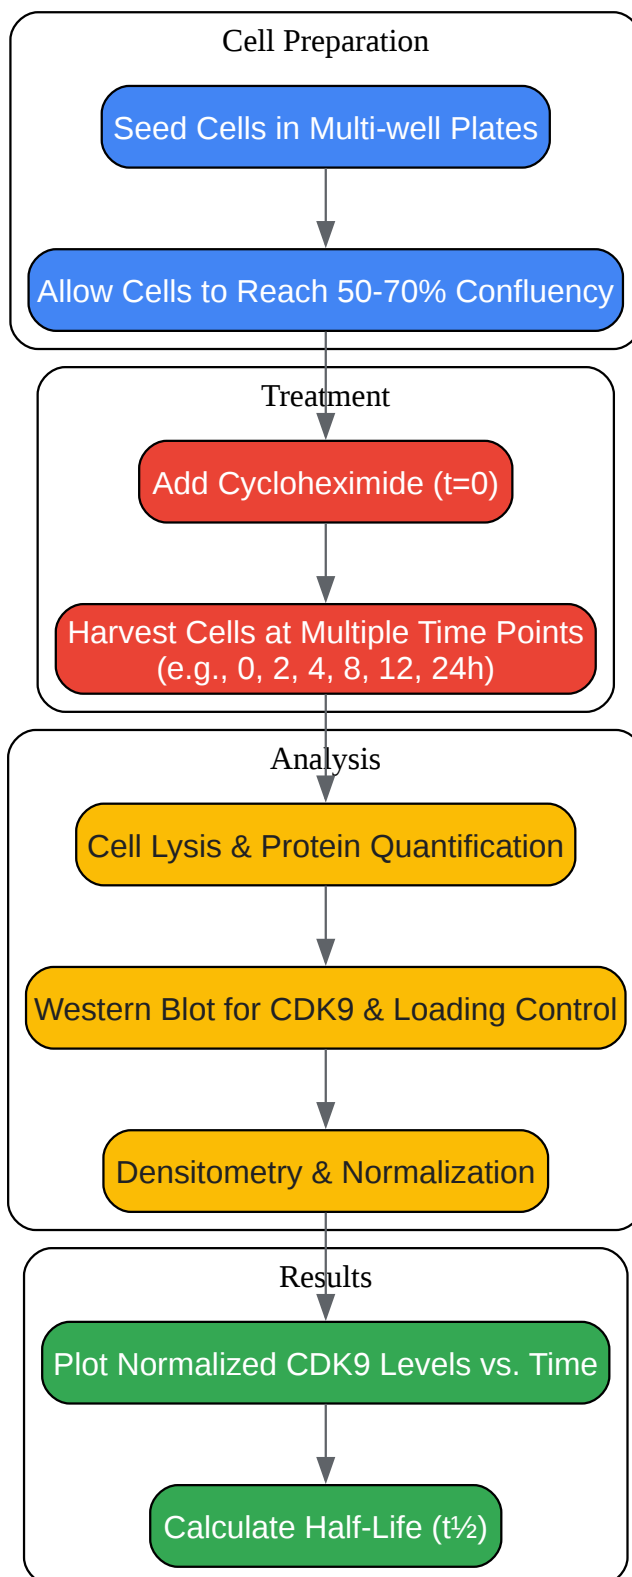 Cell Preparation
Seed Cells in Multi-well Plates
Allow Cells to Reach 50-70% Confluency
Treatment
Add Cycloheximide (t=0)
Harvest Cells at Multiple Time Points
(e.g., 0, 2, 4, 8, 12, 24h)
Analysis
Cell Lysis & Protein Quantification
Western Blot for CDK9 & Loading Control
Densitometry & Normalization
Results
Plot Normalized CDK9 Levels vs. Time
Calculate Half-Life (t½)